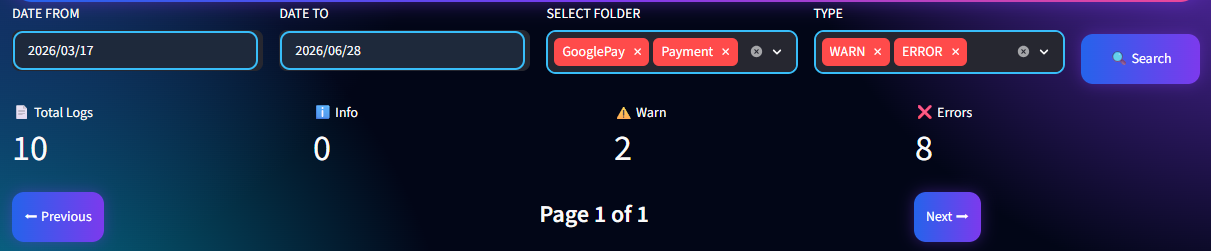 DATE FROM DATE TO SELECT FOLDER TYPE
2026/03/17 2026/06/28 GooglePay × Payment × WARN × ERROR × Search
Total Logs Info Warn Errors
10 0 2 8
← Previous Page 1 of 1 Next →